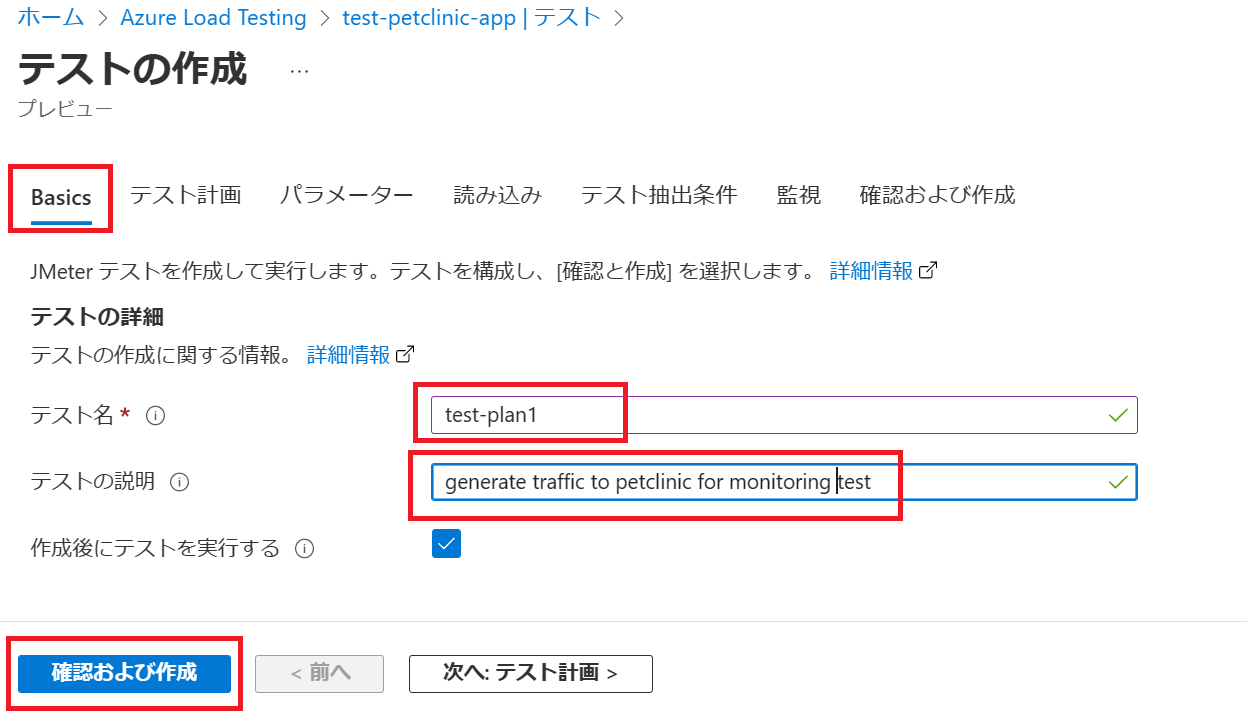 ホーム > Azure Load Testing > test-petclinic-app | テスト >
テストの作成 ...
プレビュー
Basics テスト計画 パラメーター 読み込み テスト抽出条件 監視 確認および作成
JMeter テストを作成して実行します。テストを構成し、[確認と作成] を選択します。 詳細情報
テストの詳細
テストの作成に関する情報。 詳細情報
テスト名 * test-plan1
テストの説明 generate traffic to petclinic for monitoring test
作成後にテストを実行する
確認および作成 < 前へ 次へ: テスト計画 >